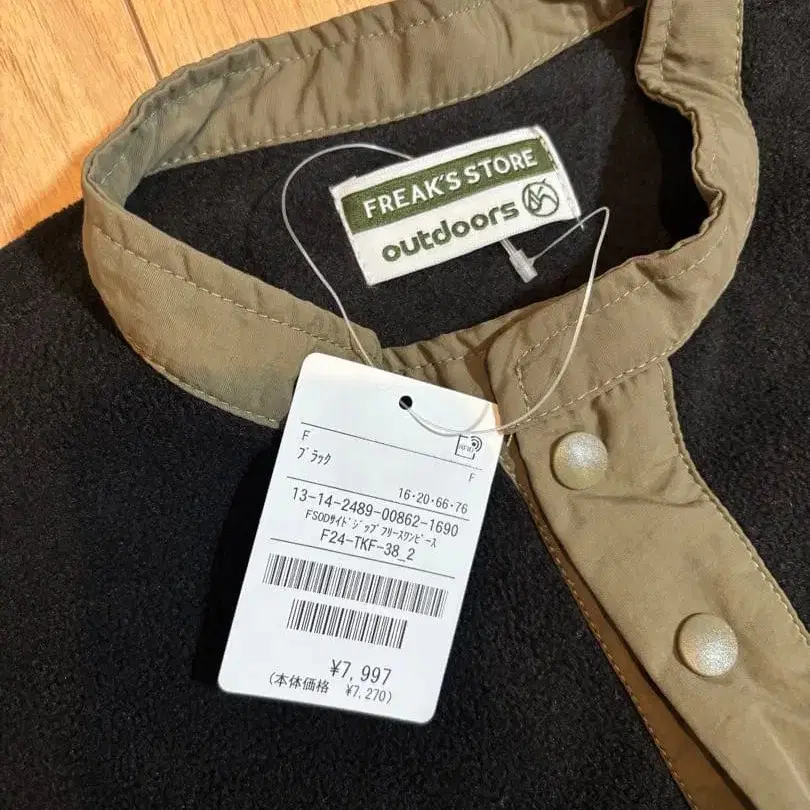 FREAK'S STORE
outdoors
F
RFID
ブラック
F
16・20・66・76
13-14-2489-00862-1690
FSODサイドジップフリースワンピース
F24-TKF-38_2
¥7,997
(本体価格 ¥7,270)